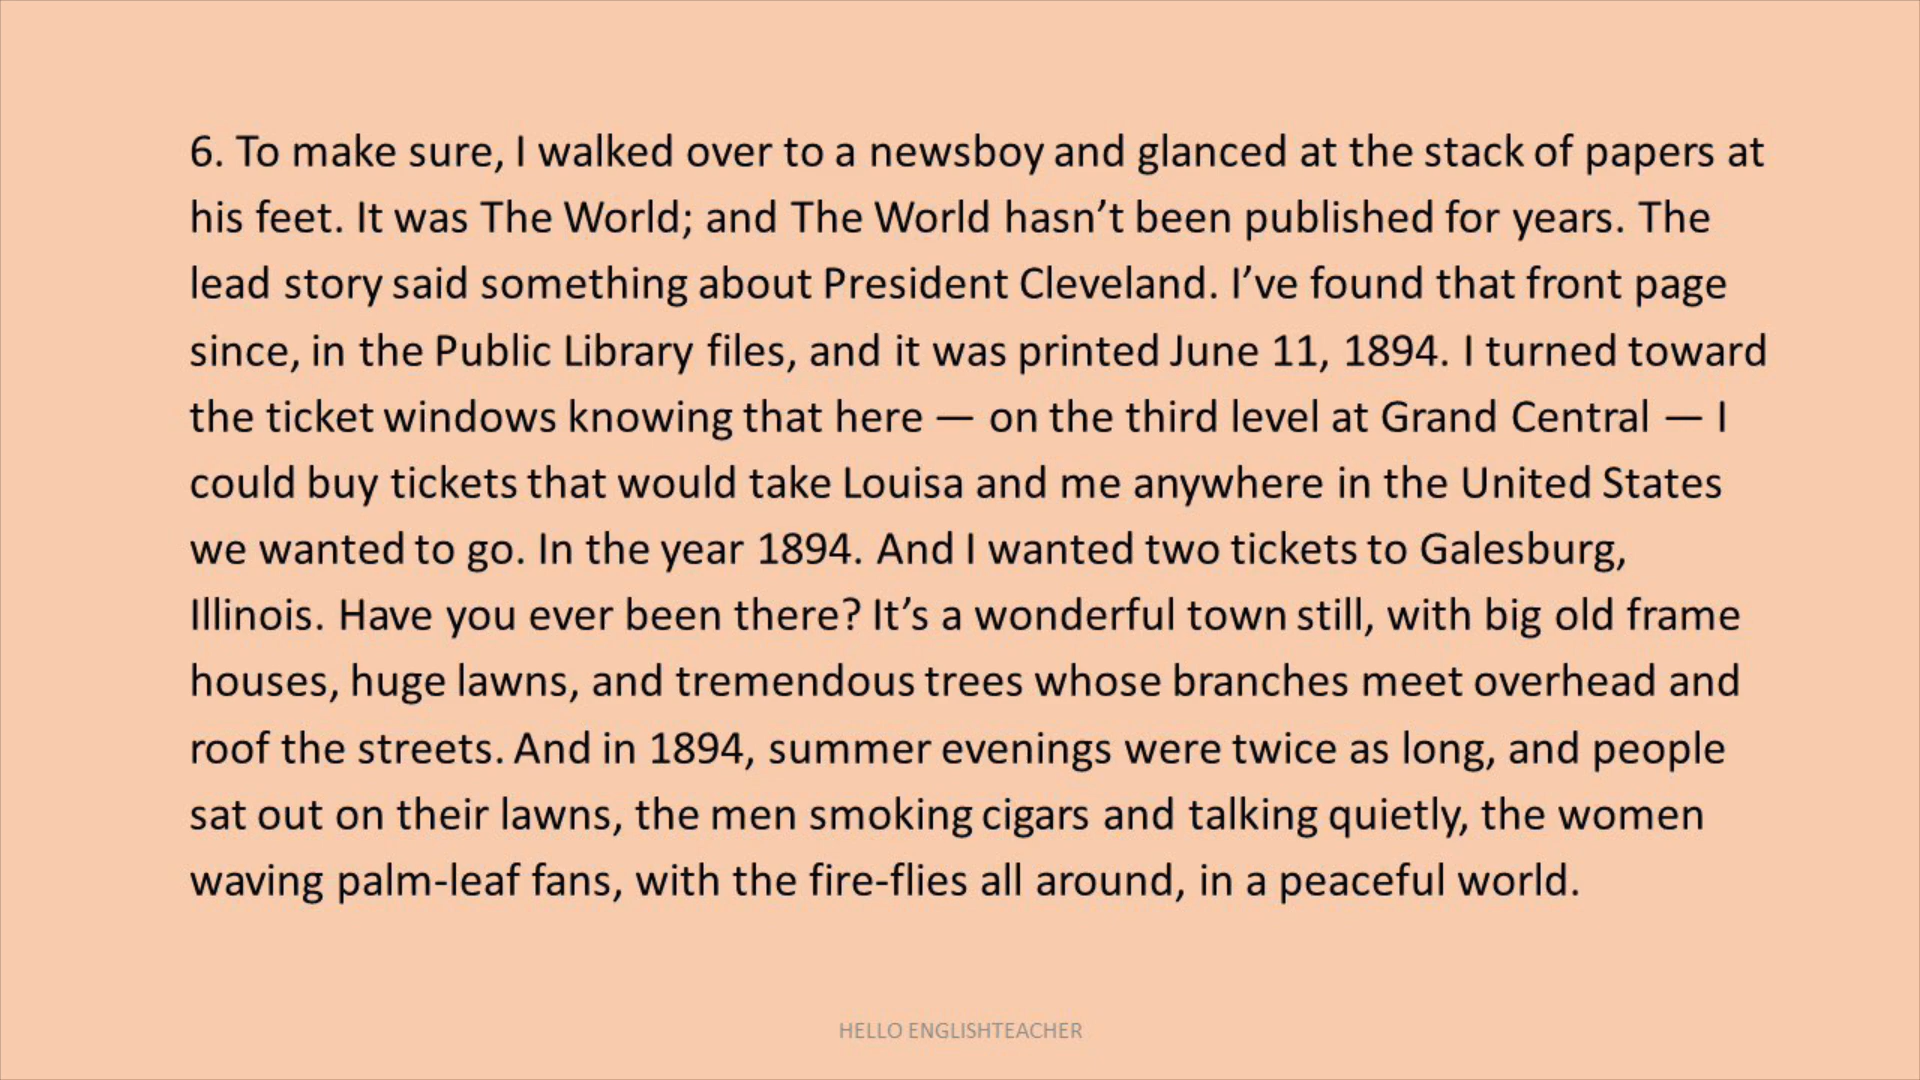 6. To make sure, I walked over to a newsboy and glanced at the stack of papers at
his feet. It was The World; and The World hasn’t been published for years. The
lead story said something about President Cleveland. I’ve found that front page
since, in the Public Library files, and it was printed June 11, 1894. I turned toward
the ticket windows knowing that here — on the third level at Grand Central — I
could buy tickets that would take Louisa and me anywhere in the United States
we wanted to go. In the year 1894. And I wanted two tickets to Galesburg,
Illinois. Have you ever been there? It’s a wonderful town still, with big old frame
houses, huge lawns, and tremendous trees whose branches meet overhead and
roof the streets. And in 1894, summer evenings were twice as long, and people
sat out on their lawns, the men smoking cigars and talking quietly, the women
waving palm-leaf fans, with the fire-flies all around, in a peaceful world.
HELLO ENGLISHTEACHER